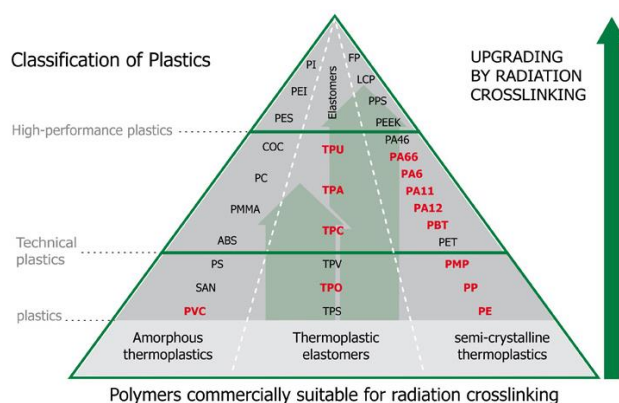 Classification of Plastics
UPGRADING
BY RADIATION
CROSSLINKING
PI
Elastomers
FP
PEI
LCP
PES
PPS
PEEK
High-performance plastics
COC
TPU
PA46
PA66
PC
TPA
PA6
PA11
PMMA
PA12
TPC
PBT
ABS
PET
Technical
plastics
PS
TPV
PMP
SAN
TPO
PP
plastics
PVC
TPS
PE
Amorphous
thermoplastics
Thermoplastic
elastomers
semi-crystalline
thermoplastics
Polymers commercially suitable for radiation crosslinking